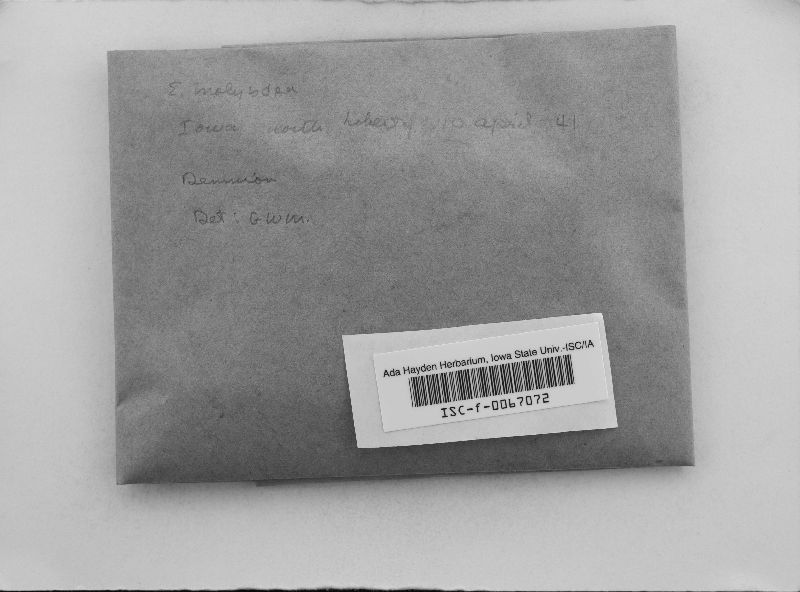 E. molybdea
Iowa north liberty 10 april 41
Det: GWM.
Ada Hayden Herbarium, Iowa State Univ.-ISC/IA
ISC-f-0067072